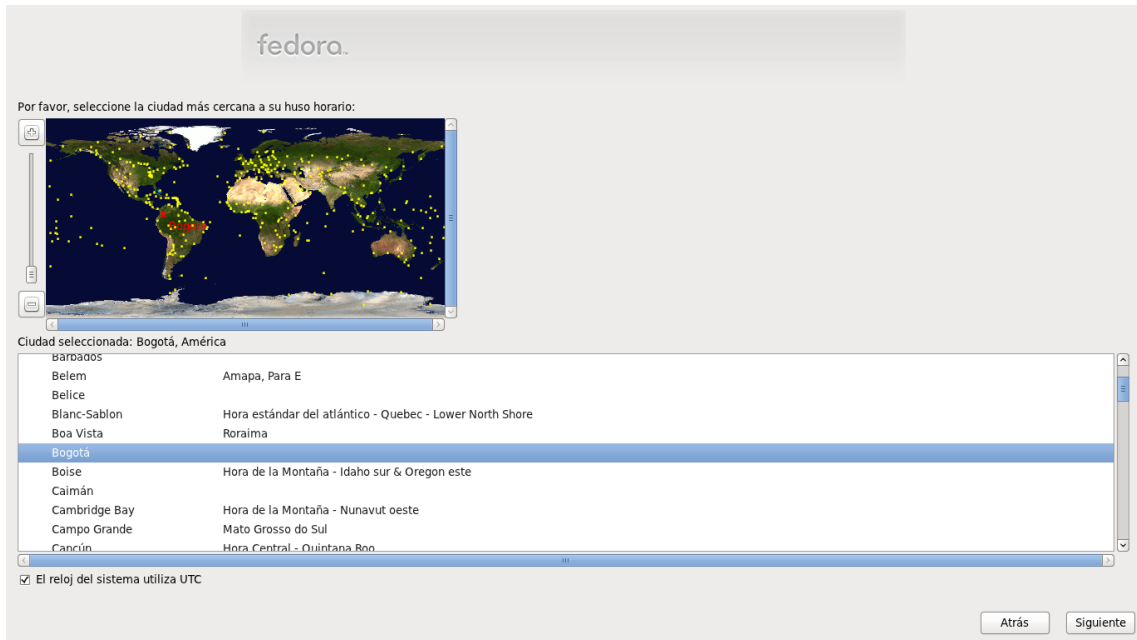 fedora
Por favor, seleccione la ciudad más cercana a su huso horario:
Bogotá
Ciudad seleccionada: Bogotá, América
Barbados
Belem Amapa, Para E
Belice
Blanc-Sablon Hora estándar del atlántico - Quebec - Lower North Shore
Boa Vista Roraima
Bogotá
Boise Hora de la Montaña - Idaho sur & Oregon este
Caimán
Cambridge Bay Hora de la Montaña - Nunavut oeste
Campo Grande Mato Grosso do Sul
Cancún Hora Central - Quintana Roo
El reloj del sistema utiliza UTC
Atrás Siguiente